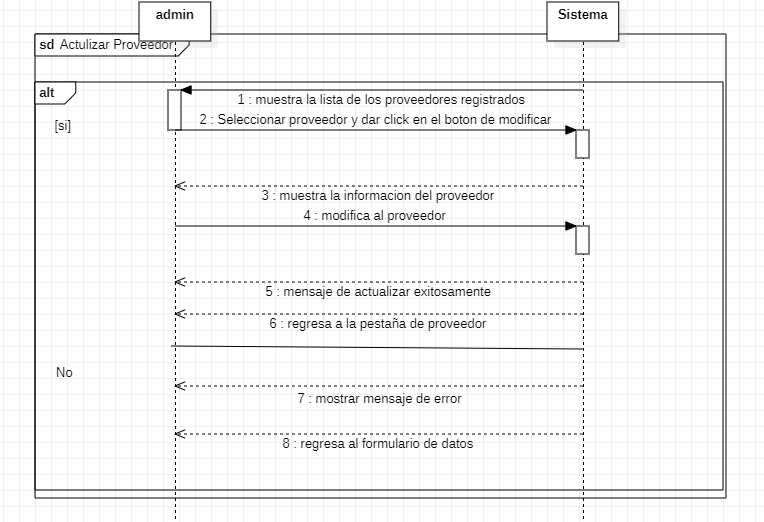 admin
Sistema
sd Actulizar Proveedor
alt
1 : muestra la lista de los proveedores registrados
2 : Seleccionar proveedor y dar click en el boton de modificar
[si]
3 : muestra la informacion del proveedor
4 : modifica al proveedor
5 : mensaje de actualizar exitosamente
6 : regresa a la pestaña de proveedor
No
7 : mostrar mensaje de error
8 : regresa al formulario de datos